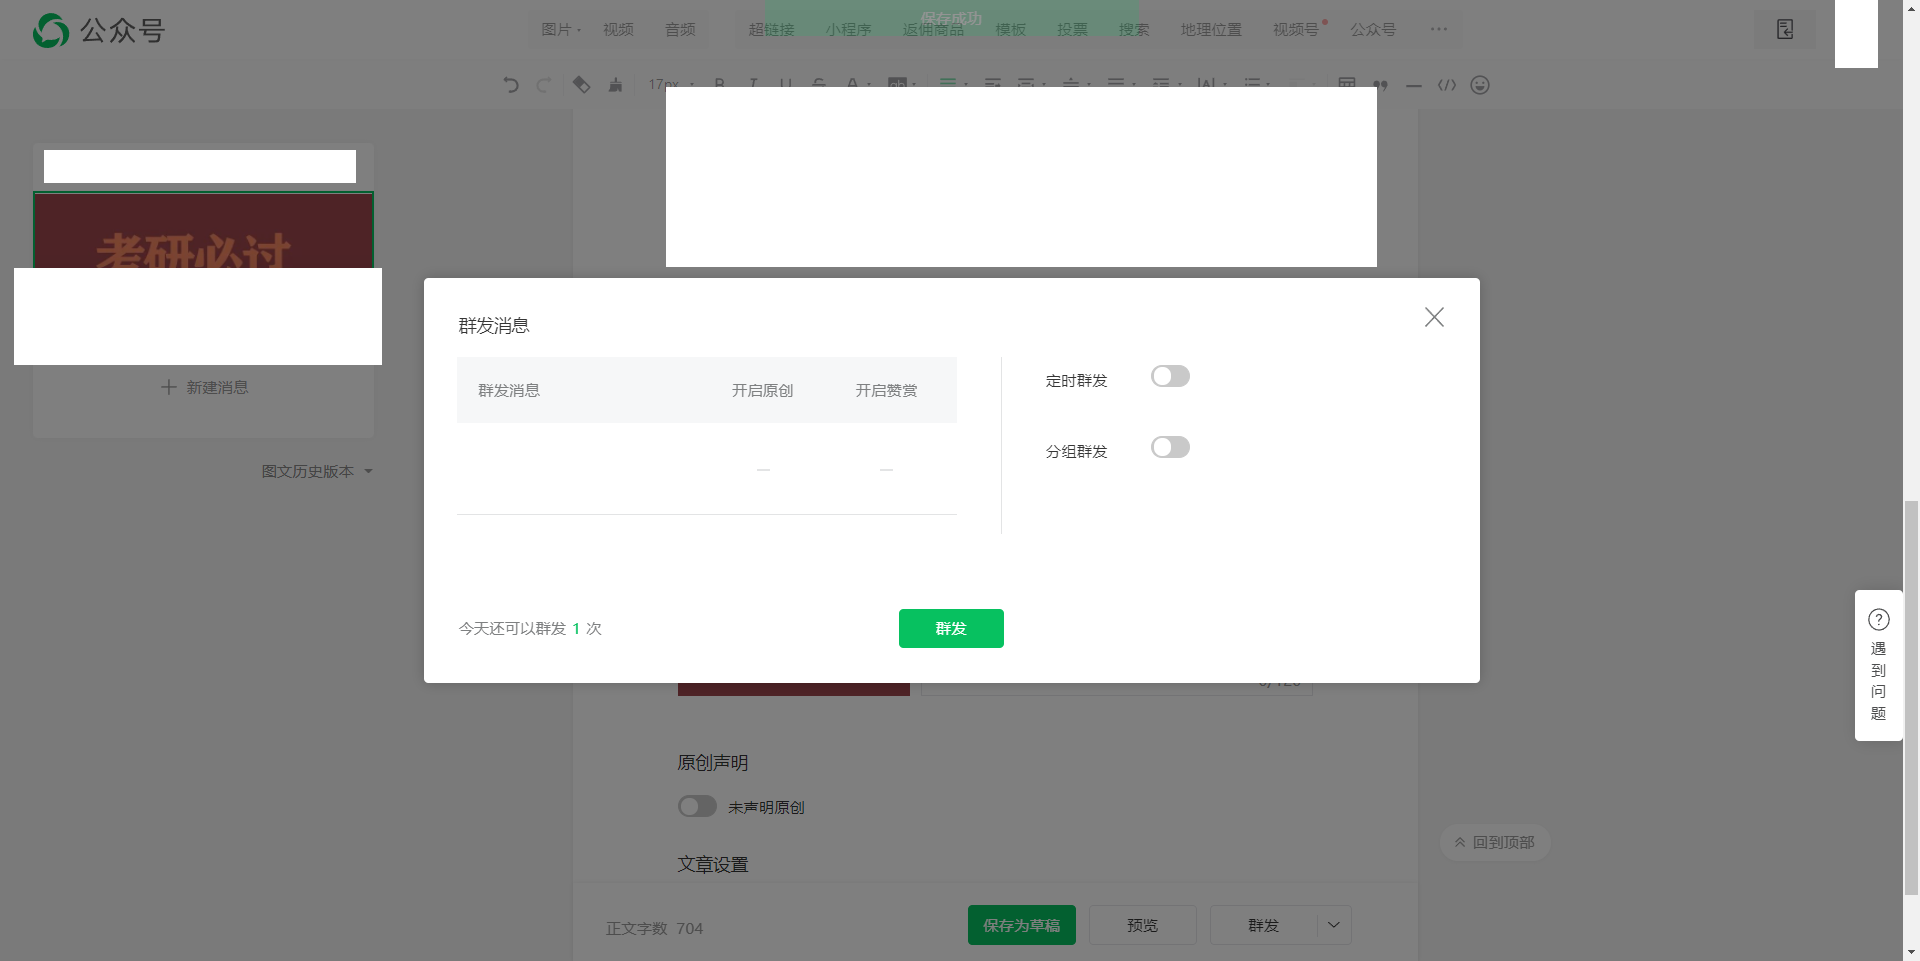 公众号
图片 视频 音频 超链接 小程序 返佣商品 模板 投票 搜索 地理位置 视频号 公众号 ...
保存成功
17px
考研必过
新建消息
图文历史版本
群发消息
群发消息 开启原创 开启赞赏
— —
定时群发
分组群发
今天还可以群发 1 次
群发
遇到问题
原创声明
未声明原创
文章设置
回到顶部
正文字数 704
保存为草稿 预览 群发